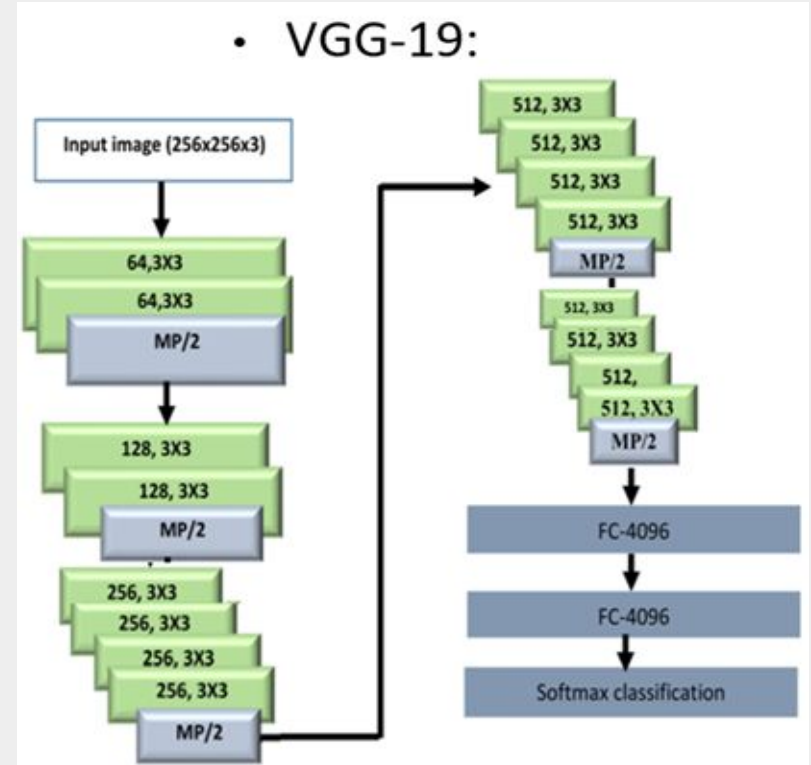 • VGG-19:
Input image (256x256x3)
64,3X3
64,3X3
MP/2
128, 3X3
128, 3X3
MP/2
256, 3X3
256, 3X3
256, 3X3
256, 3X3
MP/2
512, 3X3
512, 3X3
512, 3X3
512, 3X3
MP/2
512, 3X3
512, 3X3
512,
512, 3X3
MP/2
FC-4096
FC-4096
Softmax classification